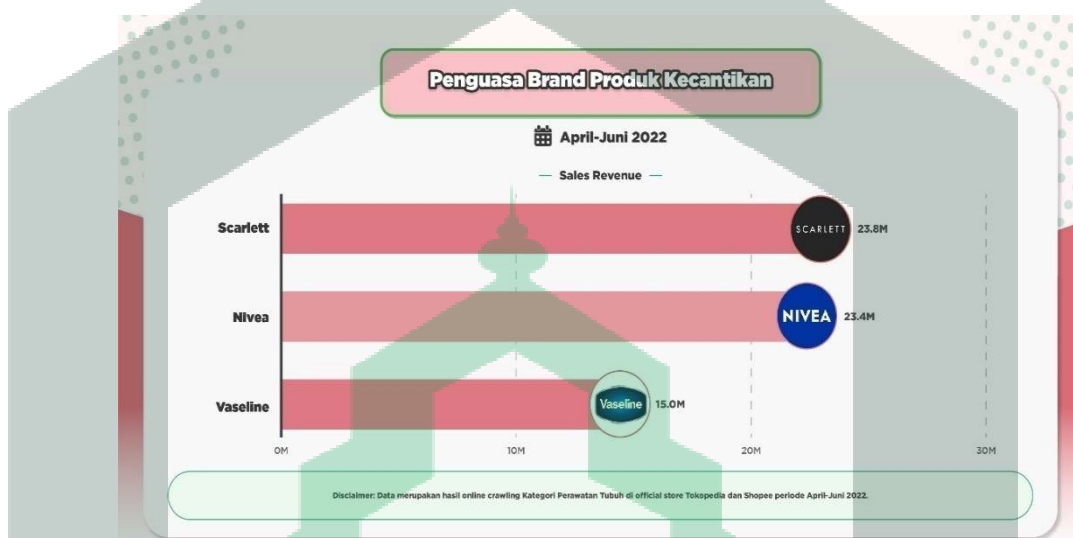 Penguasa Brand Produk Kecantikan
April-Juni 2022
Sales Revenue
Scarlett
SCARLETT
23.8M
Nivea
NIVEA
23.4M
Vaseline
Vaseline
15.0M
0M
10M
20M
30M
Disclaimer: Data merupakan hasil online crawling Kategori Perawatan Tubuh di official store Tokopedia dan Shopee periode April-Juni 2022.